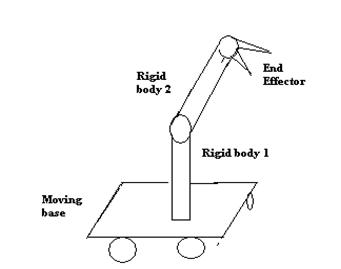 End
Effector
Rigid
body 2
Rigid body 1
Moving
base